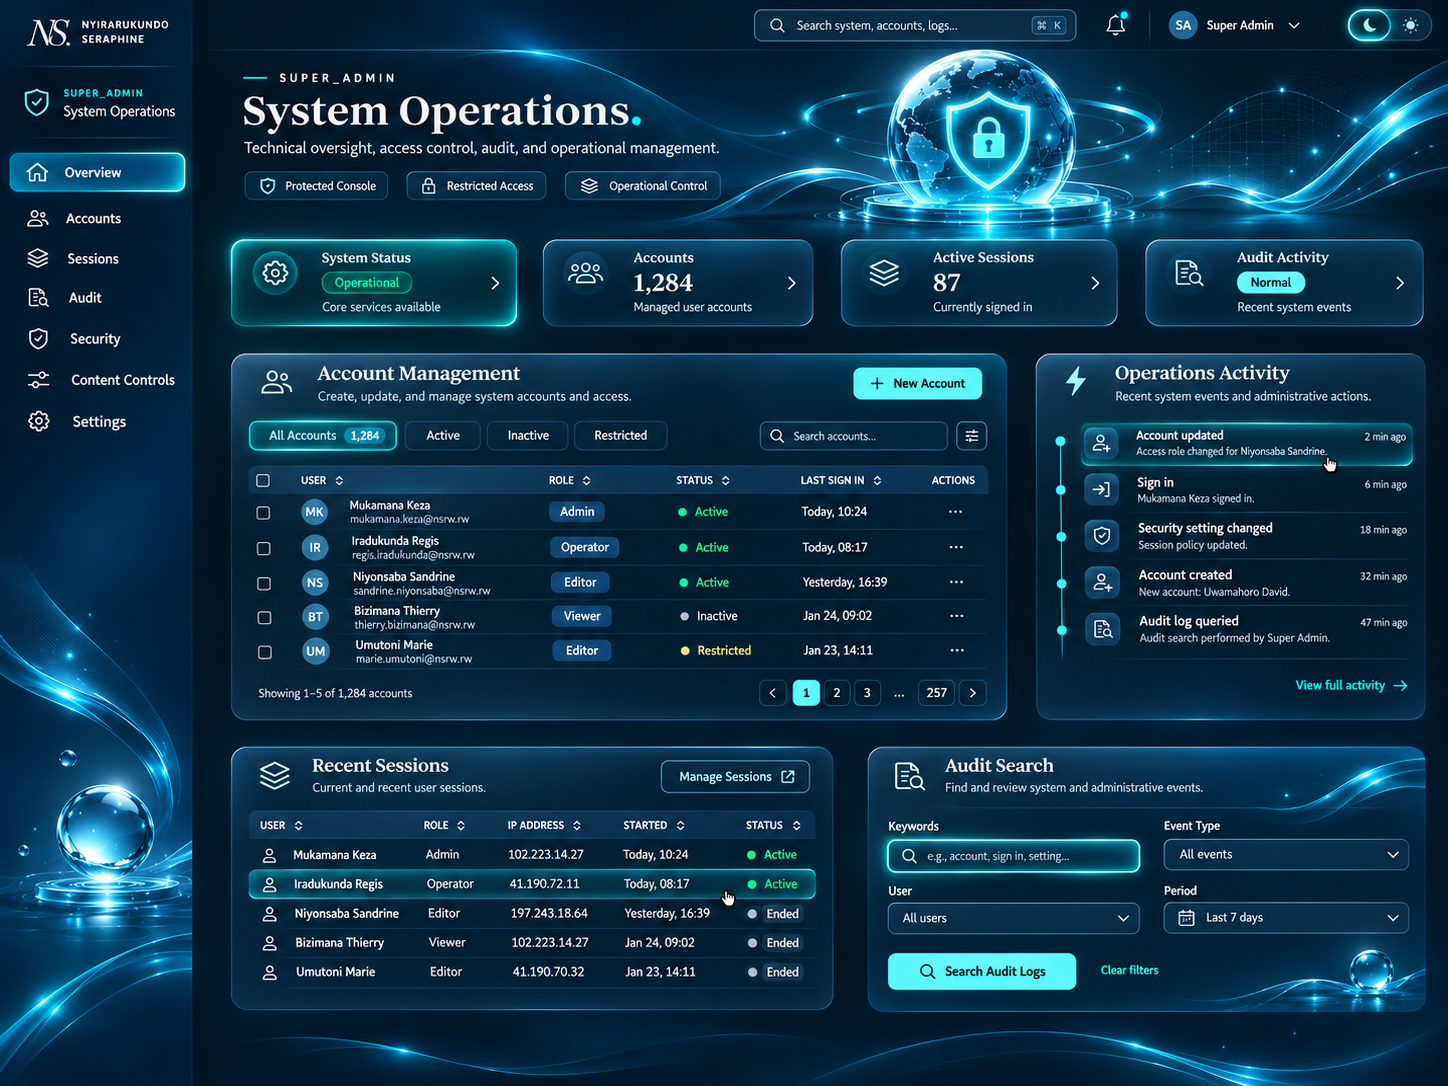 NS.
NYIRARUKUNDO
SERAPHINE
Search system, accounts, logs...
⌘ K
SA
Super Admin
SUPER_ADMIN
System Operations
Overview
Accounts
Sessions
Audit
Security
Content Controls
Settings
SUPER_ADMIN
System Operations.
Technical oversight, access control, audit, and operational management.
Protected Console
Restricted Access
Operational Control
System Status
Operational
Core services available
Accounts
1,284
Managed user accounts
Active Sessions
87
Currently signed in
Audit Activity
Normal
Recent system events
Account Management
Create, update, and manage system accounts and access.
+ New Account
All Accounts 1,284
Active
Inactive
Restricted
Search accounts...
USER ROLE STATUS LAST SIGN IN ACTIONS
MK Mukamana Keza Admin Active Today, 10:24 ...
mukamana.keza@nsrw.rw
IR Iradukunda Regis Operator Active Today, 08:17 ...
regis.iradukunda@nsrw.rw
NS Niyonsaba Sandrine Editor Active Yesterday, 16:39 ...
sandrine.niyonsaba@nsrw.rw
BT Bizimana Thierry Viewer Inactive Jan 24, 09:02 ...
thierry.bizimana@nsrw.rw
UM Umutoni Marie Editor Restricted Jan 23, 14:11 ...
marie.umutoni@nsrw.rw
Showing 1–5 of 1,284 accounts
1 2 3 ... 257
Operations Activity
Recent system events and administrative actions.
Account updated 2 min ago
Access role changed for Niyonsaba Sandrine.
Sign in 6 min ago
Mukamana Keza signed in.
Security setting changed 18 min ago
Session policy updated.
Account created 32 min ago
New account: Uwamahoro David.
Audit log queried 47 min ago
Audit search performed by Super Admin.
View full activity →
Recent Sessions
Current and recent user sessions.
Manage Sessions
USER ROLE IP ADDRESS STARTED STATUS
Mukamana Keza Admin 102.223.14.27 Today, 10:24 Active
Iradukunda Regis Operator 41.190.72.11 Today, 08:17 Active
Niyonsaba Sandrine Editor 197.243.18.64 Yesterday, 16:39 Ended
Bizimana Thierry Viewer 102.223.14.27 Jan 24, 09:02 Ended
Umutoni Marie Editor 41.190.70.32 Jan 23, 14:11 Ended
Audit Search
Find and review system and administrative events.
Keywords
e.g., account, sign in, setting...
Event Type
All events
User
All users
Period
Last 7 days
Search Audit Logs
Clear filters